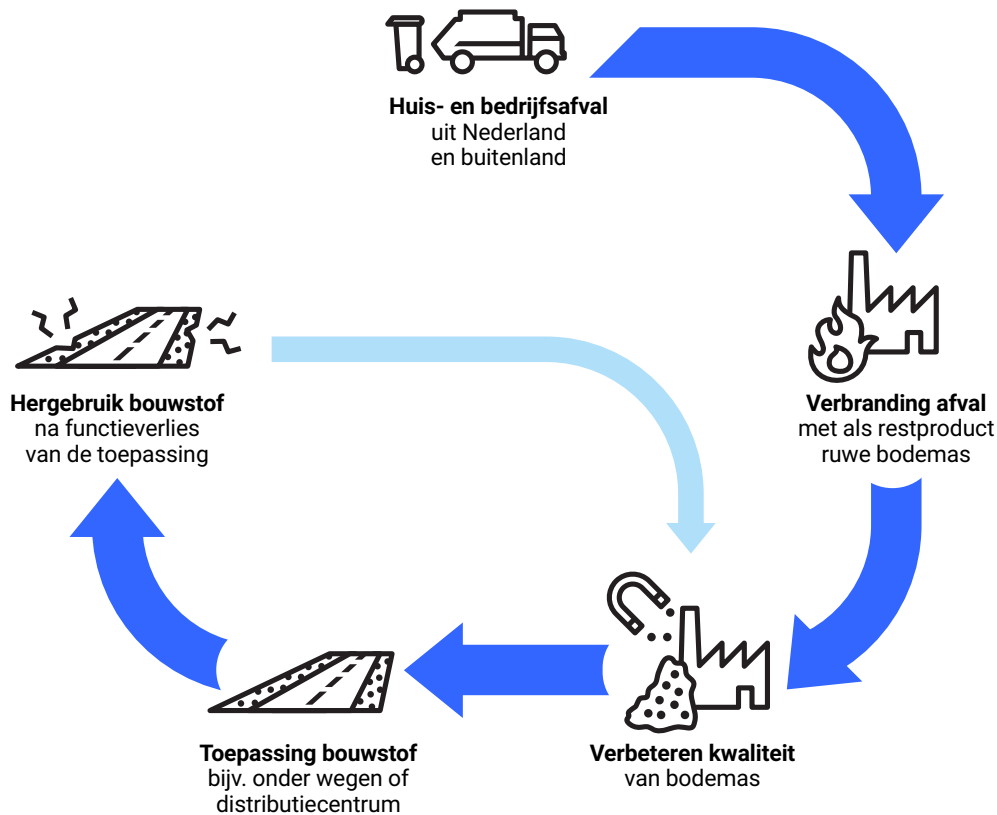 Huis- en bedrijfsafval
uit Nederland
en buitenland
Verbranding afval
met als restproduct
ruwe bodemas
Verbeteren kwaliteit
van bodemas
Toepassing bouwstof
bijv. onder wegen of
distributiecentrum
Hergebruik bouwstof
na functieverlies
van de toepassing